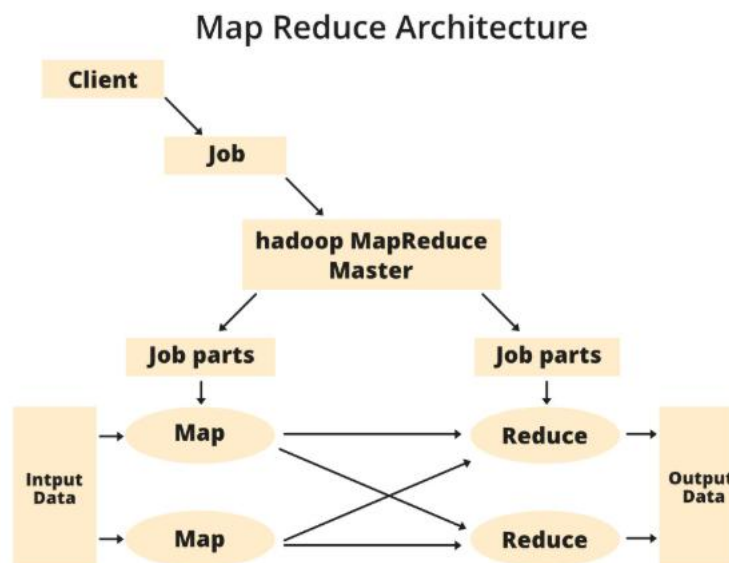 Map Reduce Architecture
Client
Job
hadoop MapReduce
Master
Job parts
Job parts
Map
Reduce
Intput
Data
Output
Data
Map
Reduce